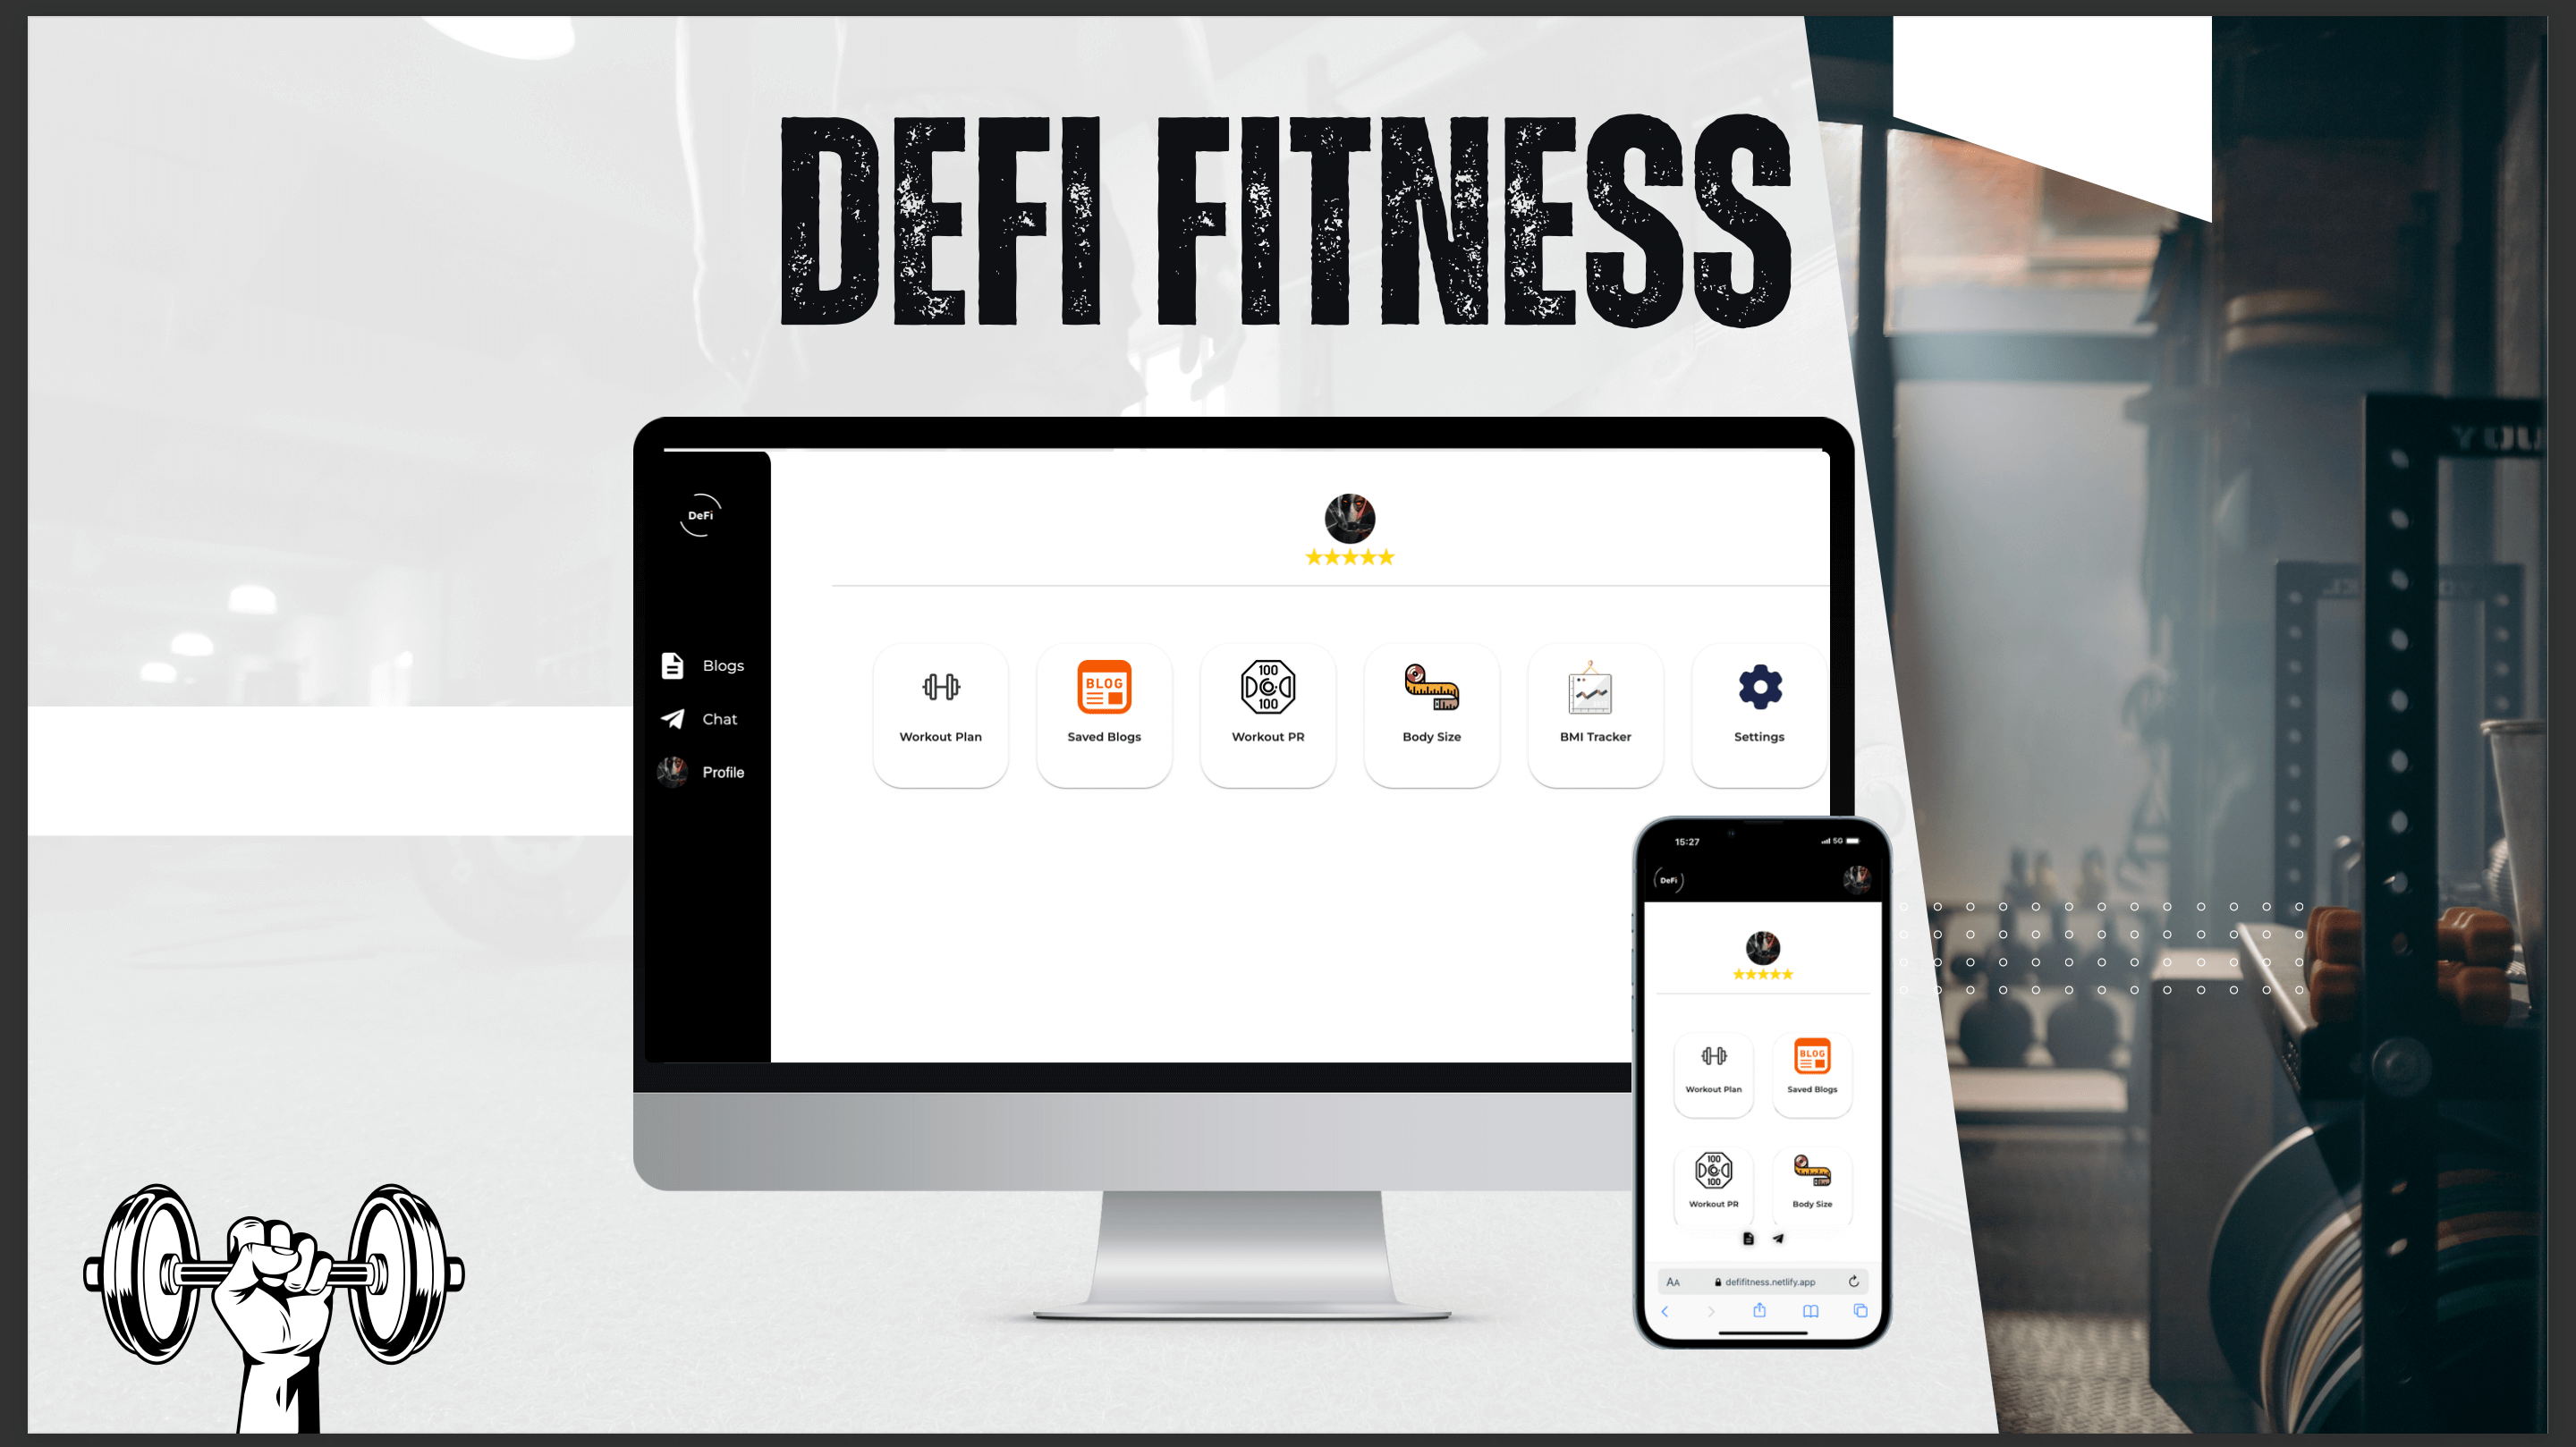 DEFI FITNESS
DeFi
Blogs
Chat
Profile
Workout Plan
BLOG
Saved Blogs
100
100
Workout PR
Body Size
BMI Tracker
Settings
15:27
5G
DeFi
Workout Plan
BLOG
Saved Blogs
100
100
Workout PR
Body Size
AA
defifitness.netlify.app
YOU